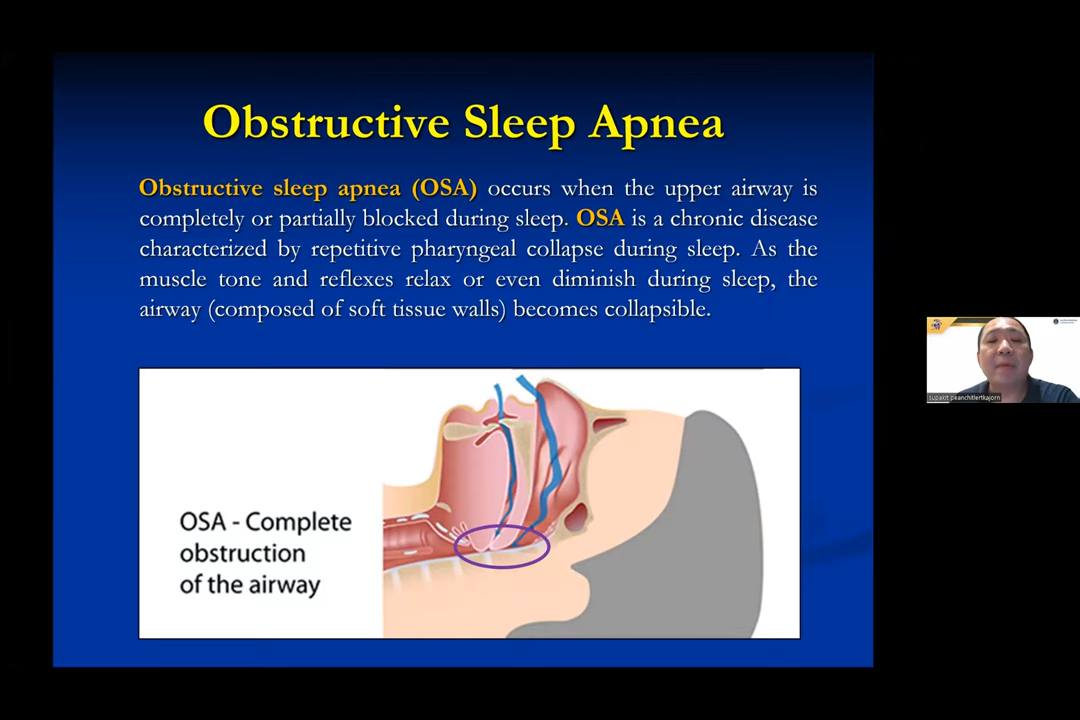 Obstructive Sleep Apnea
Obstructive sleep apnea (OSA) occurs when the upper airway is
completely or partially blocked during sleep. OSA is a chronic disease
characterized by repetitive pharyngeal collapse during sleep. As the
muscle tone and reflexes relax or even diminish during sleep, the
airway (composed of soft tissue walls) becomes collapsible.
OSA - Complete
obstruction
of the airway
supakit peanchitlertkajorn